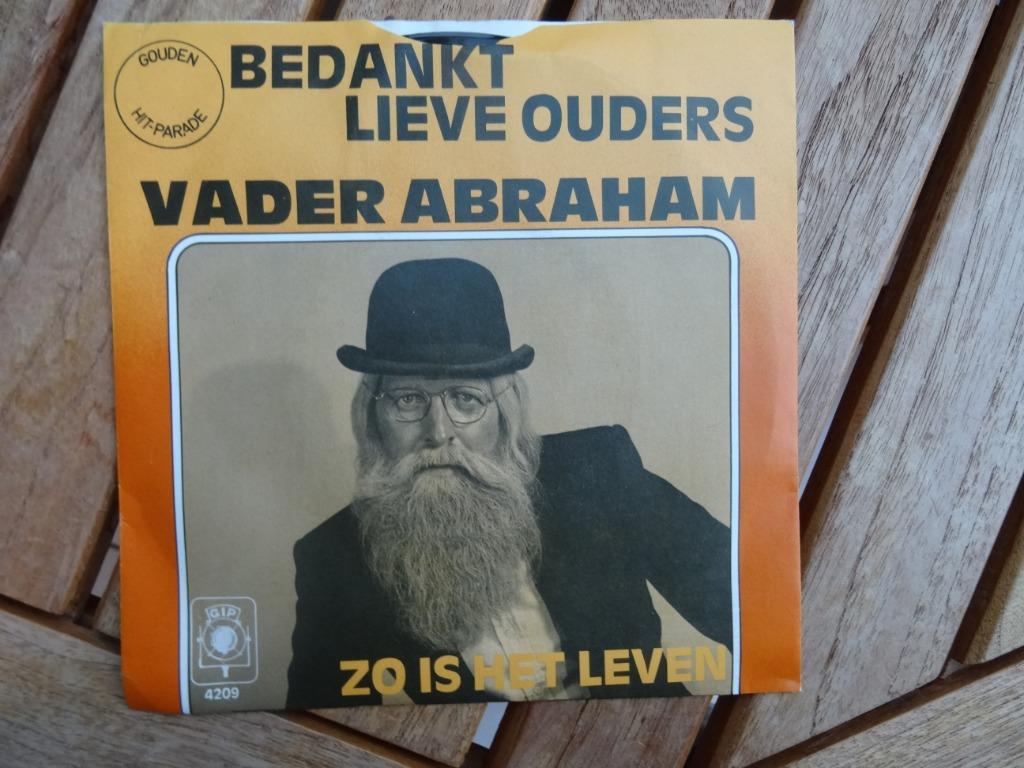 GOUDEN
HIT-PARADE
BEDANKT
LIEVE OUDERS
VADER ABRAHAM
GIP
4209
ZO IS HET LEVEN